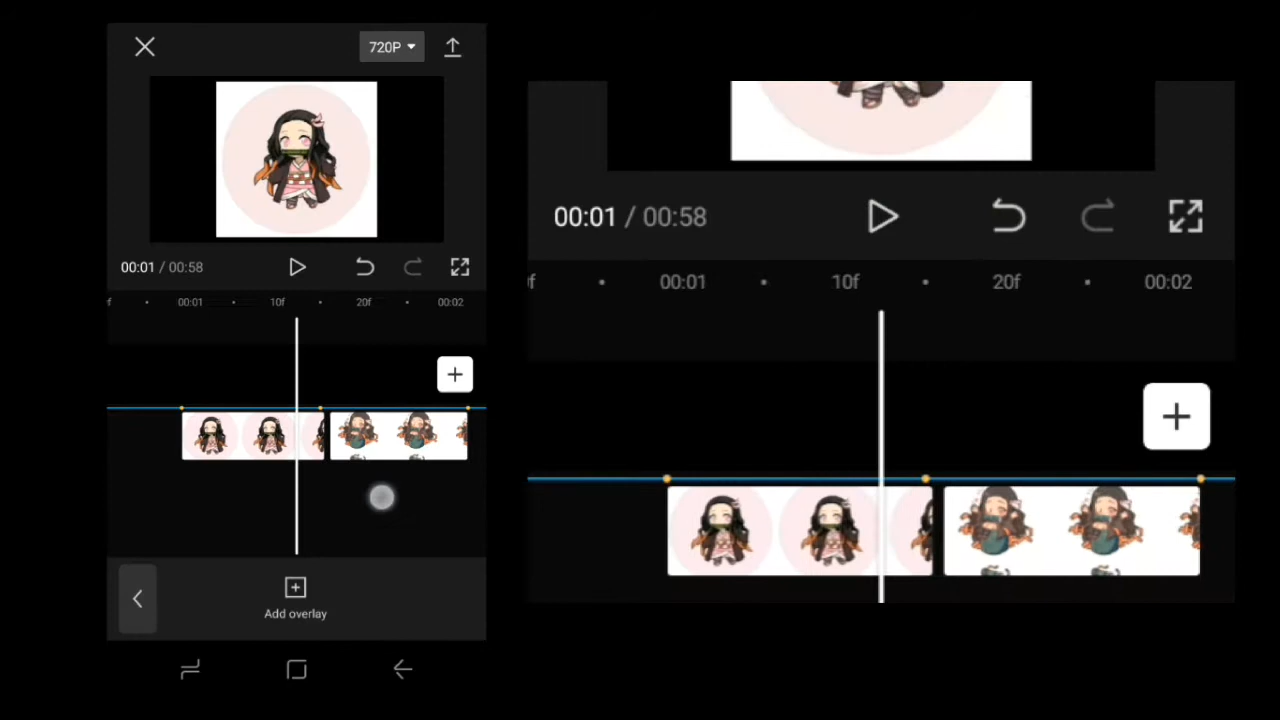 720P
00:01 / 00:58
f 00:01 10f 20f 00:02
Add overlay
00:01 / 00:58
f 00:01 10f 20f 00:02